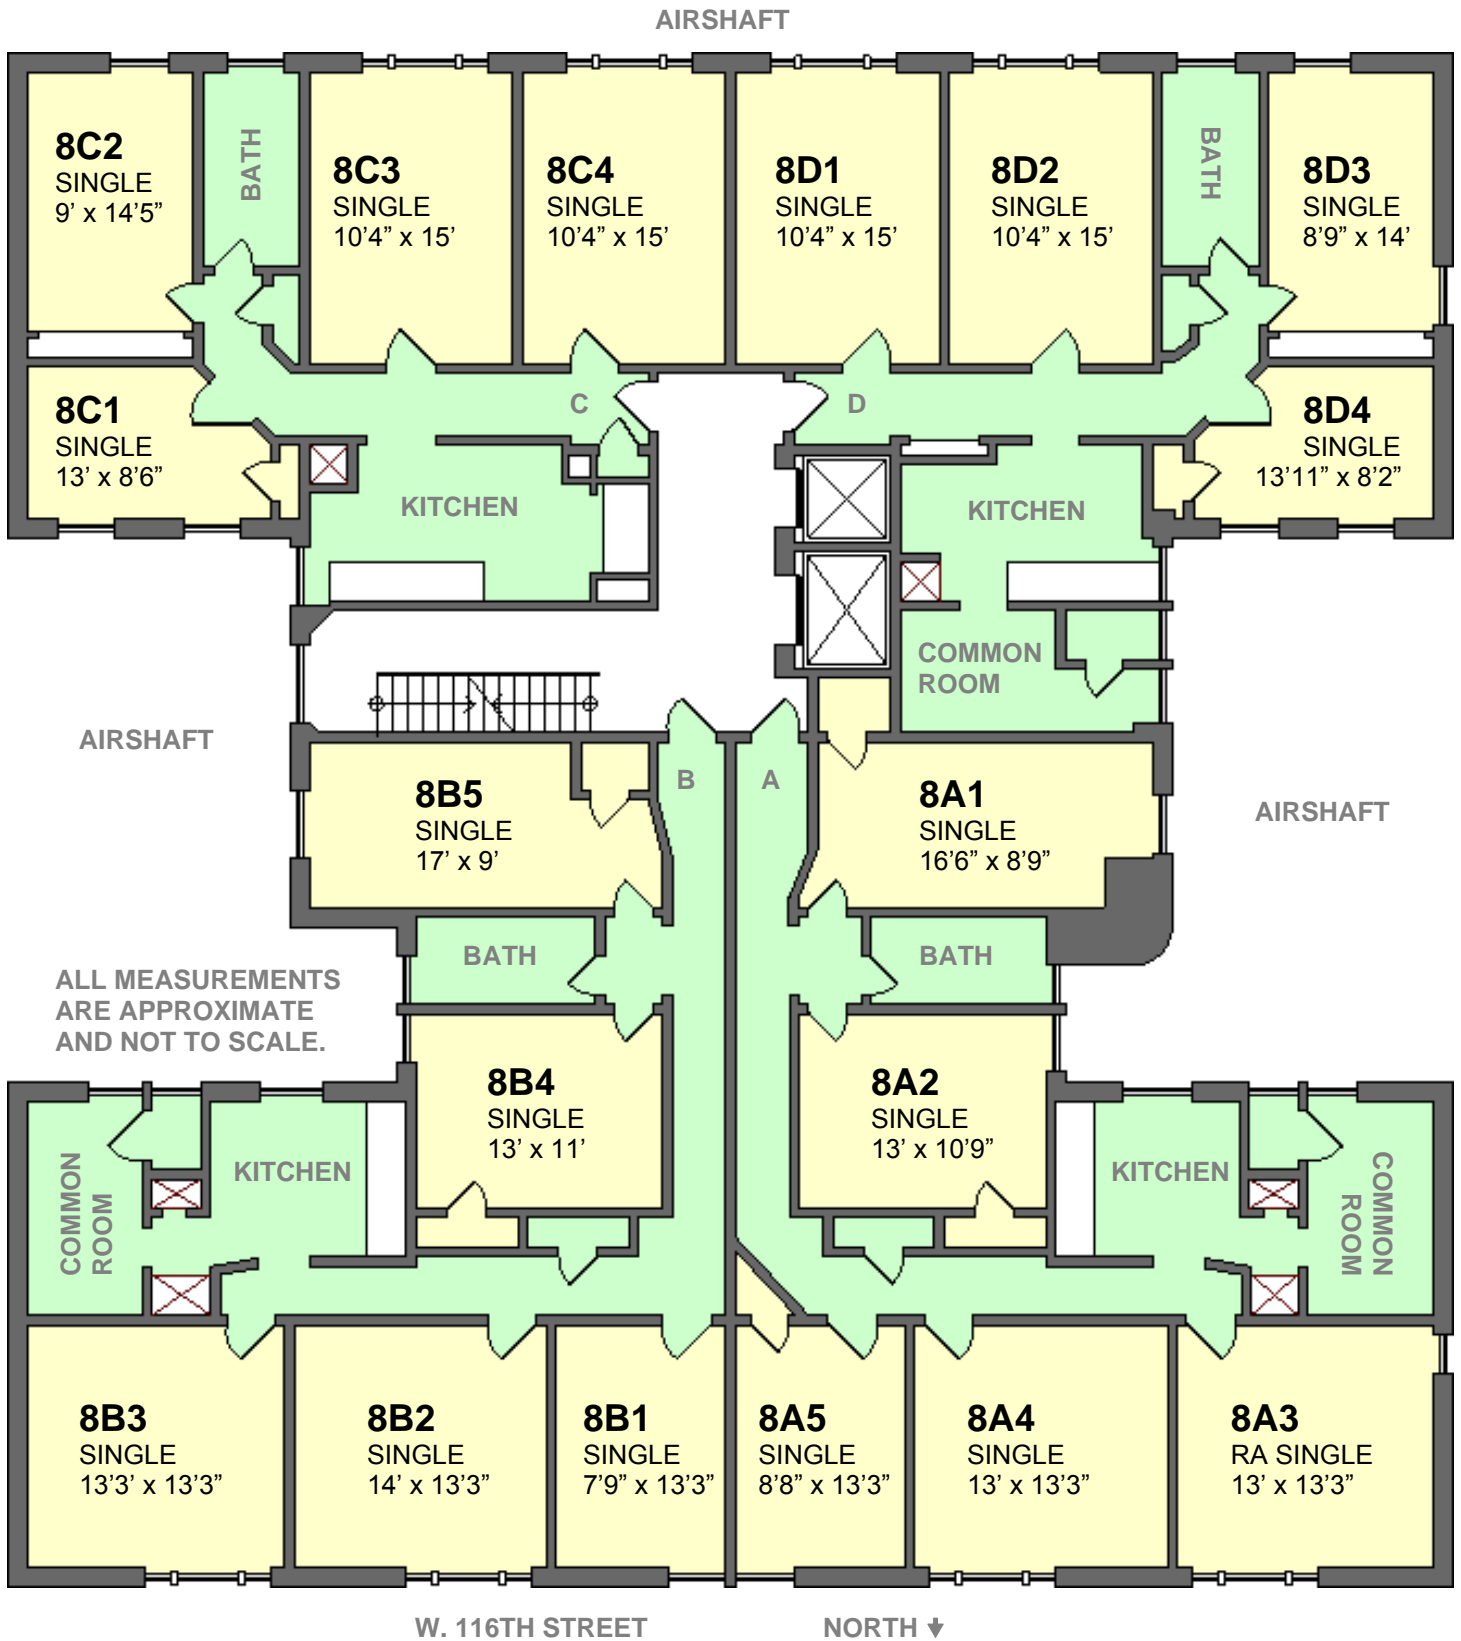 AIRSHAFT
8C2
SINGLE
9’ x 14’5”
BATH
8C3
SINGLE
10’4” x 15’
8C4
SINGLE
10’4” x 15’
8D1
SINGLE
10’4” x 15’
8D2
SINGLE
10’4” x 15’
BATH
8D3
SINGLE
8’9” x 14’
8C1
SINGLE
13’ x 8’6”
C
D
8D4
SINGLE
13’11” x 8’2”
KITCHEN
KITCHEN
COMMON
ROOM
AIRSHAFT
B
A
8B5
SINGLE
17’ x 9’
8A1
SINGLE
16’6” x 8’9”
AIRSHAFT
BATH
BATH
ALL MEASUREMENTS
ARE APPROXIMATE
AND NOT TO SCALE.
8B4
SINGLE
13’ x 11’
8A2
SINGLE
13’ x 10’9”
COMMON
ROOM
KITCHEN
KITCHEN
COMMON
ROOM
8B3
SINGLE
13’3’ x 13’3”
8B2
SINGLE
14’ x 13’3”
8B1
SINGLE
7’9” x 13’3”
8A5
SINGLE
8’8” x 13’3”
8A4
SINGLE
13’ x 13’3”
8A3
RA SINGLE
13’ x 13’3”
W. 116TH STREET
NORTH